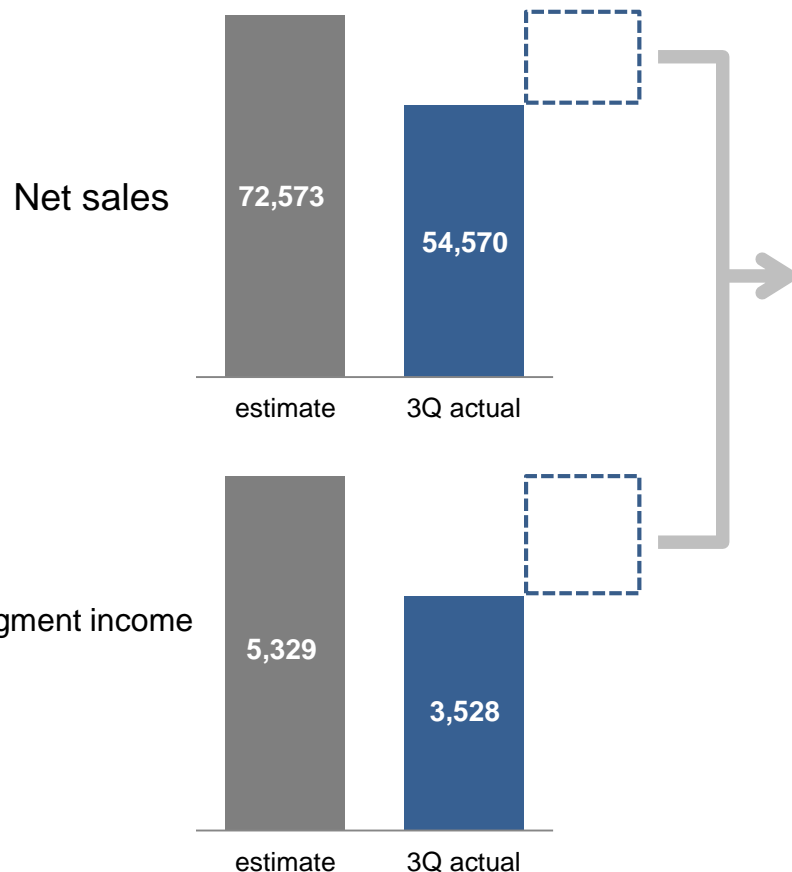 Net sales
72,573
54,570
estimate 3Q actual
gment income
5,329
3,528
estimate 3Q actual